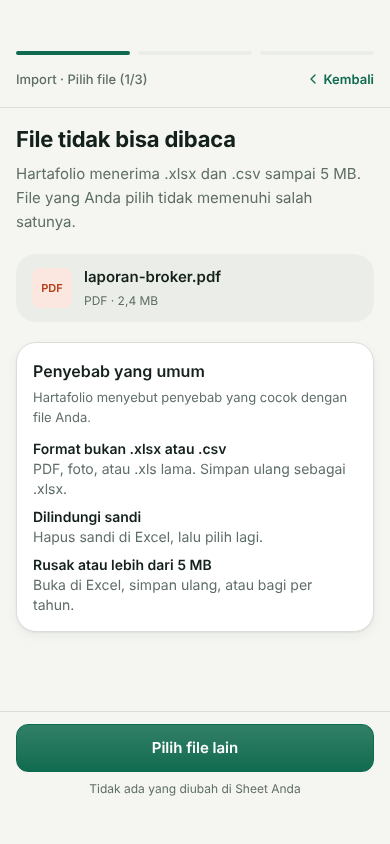 Import · Pilih file (1/3)
Kembali
File tidak bisa dibaca
Hartafolio menerima .xlsx dan .csv sampai 5 MB.
File yang Anda pilih tidak memenuhi salah
satunya.
PDF
laporan-broker.pdf
PDF · 2,4 MB
Penyebab yang umum
Hartafolio menyebut penyebab yang cocok dengan
file Anda.
Format bukan .xlsx atau .csv
PDF, foto, atau .xls lama. Simpan ulang sebagai
.xlsx.
Dilindungi sandi
Hapus sandi di Excel, lalu pilih lagi.
Rusak atau lebih dari 5 MB
Buka di Excel, simpan ulang, atau bagi per
tahun.
Pilih file lain
Tidak ada yang diubah di Sheet Anda